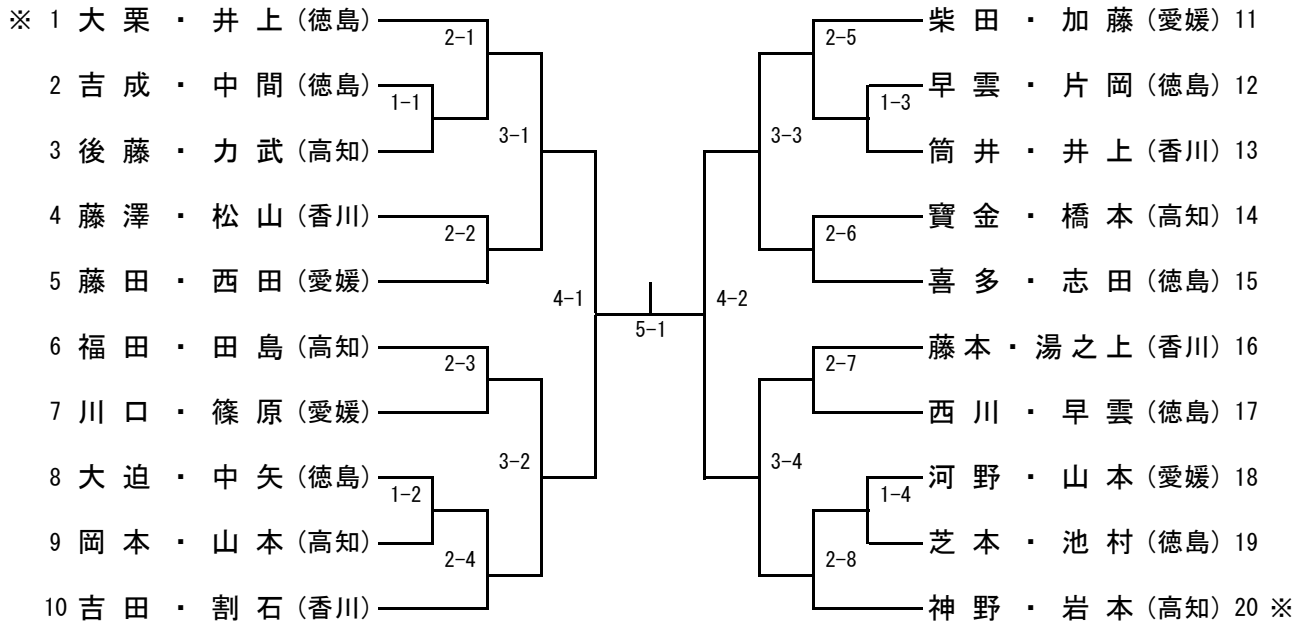 ※ 1 大 栗 ・ 井 上 (徳島) 2-1 2-5 柴 田 ・ 加 藤 (愛媛) 11
2 吉 成 ・ 中 間 (徳島) 1-1 1-3 早 雲 ・ 片 岡 (徳島) 12
3-1 3-3
3 後 藤 ・ 力 武 (高知) 筒 井 ・ 井 上 (香川) 13
4 藤 澤 ・ 松 山 (香川) 2-2 2-6 寶 金 ・ 橋 本 (高知) 14
5 藤 田 ・ 西 田 (愛媛) 喜 多 ・ 志 田 (徳島) 15
4-1 4-2
5-1
6 福 田 ・ 田 島 (高知) 2-3 2-7 藤 本 ・ 湯 之 上 (香川) 16
7 川 口 ・ 篠 原 (愛媛) 西 川 ・ 早 雲 (徳島) 17
3-2 3-4
8 大 迫 ・ 中 矢 (徳島) 1-2 1-4 河 野 ・ 山 本 (愛媛) 18
9 岡 本 ・ 山 本 (高知) 2-4 2-8 芝 本 ・ 池 村 (徳島) 19
10 吉 田 ・ 割 石 (香川) 神 野 ・ 岩 本 (高知) 20 ※